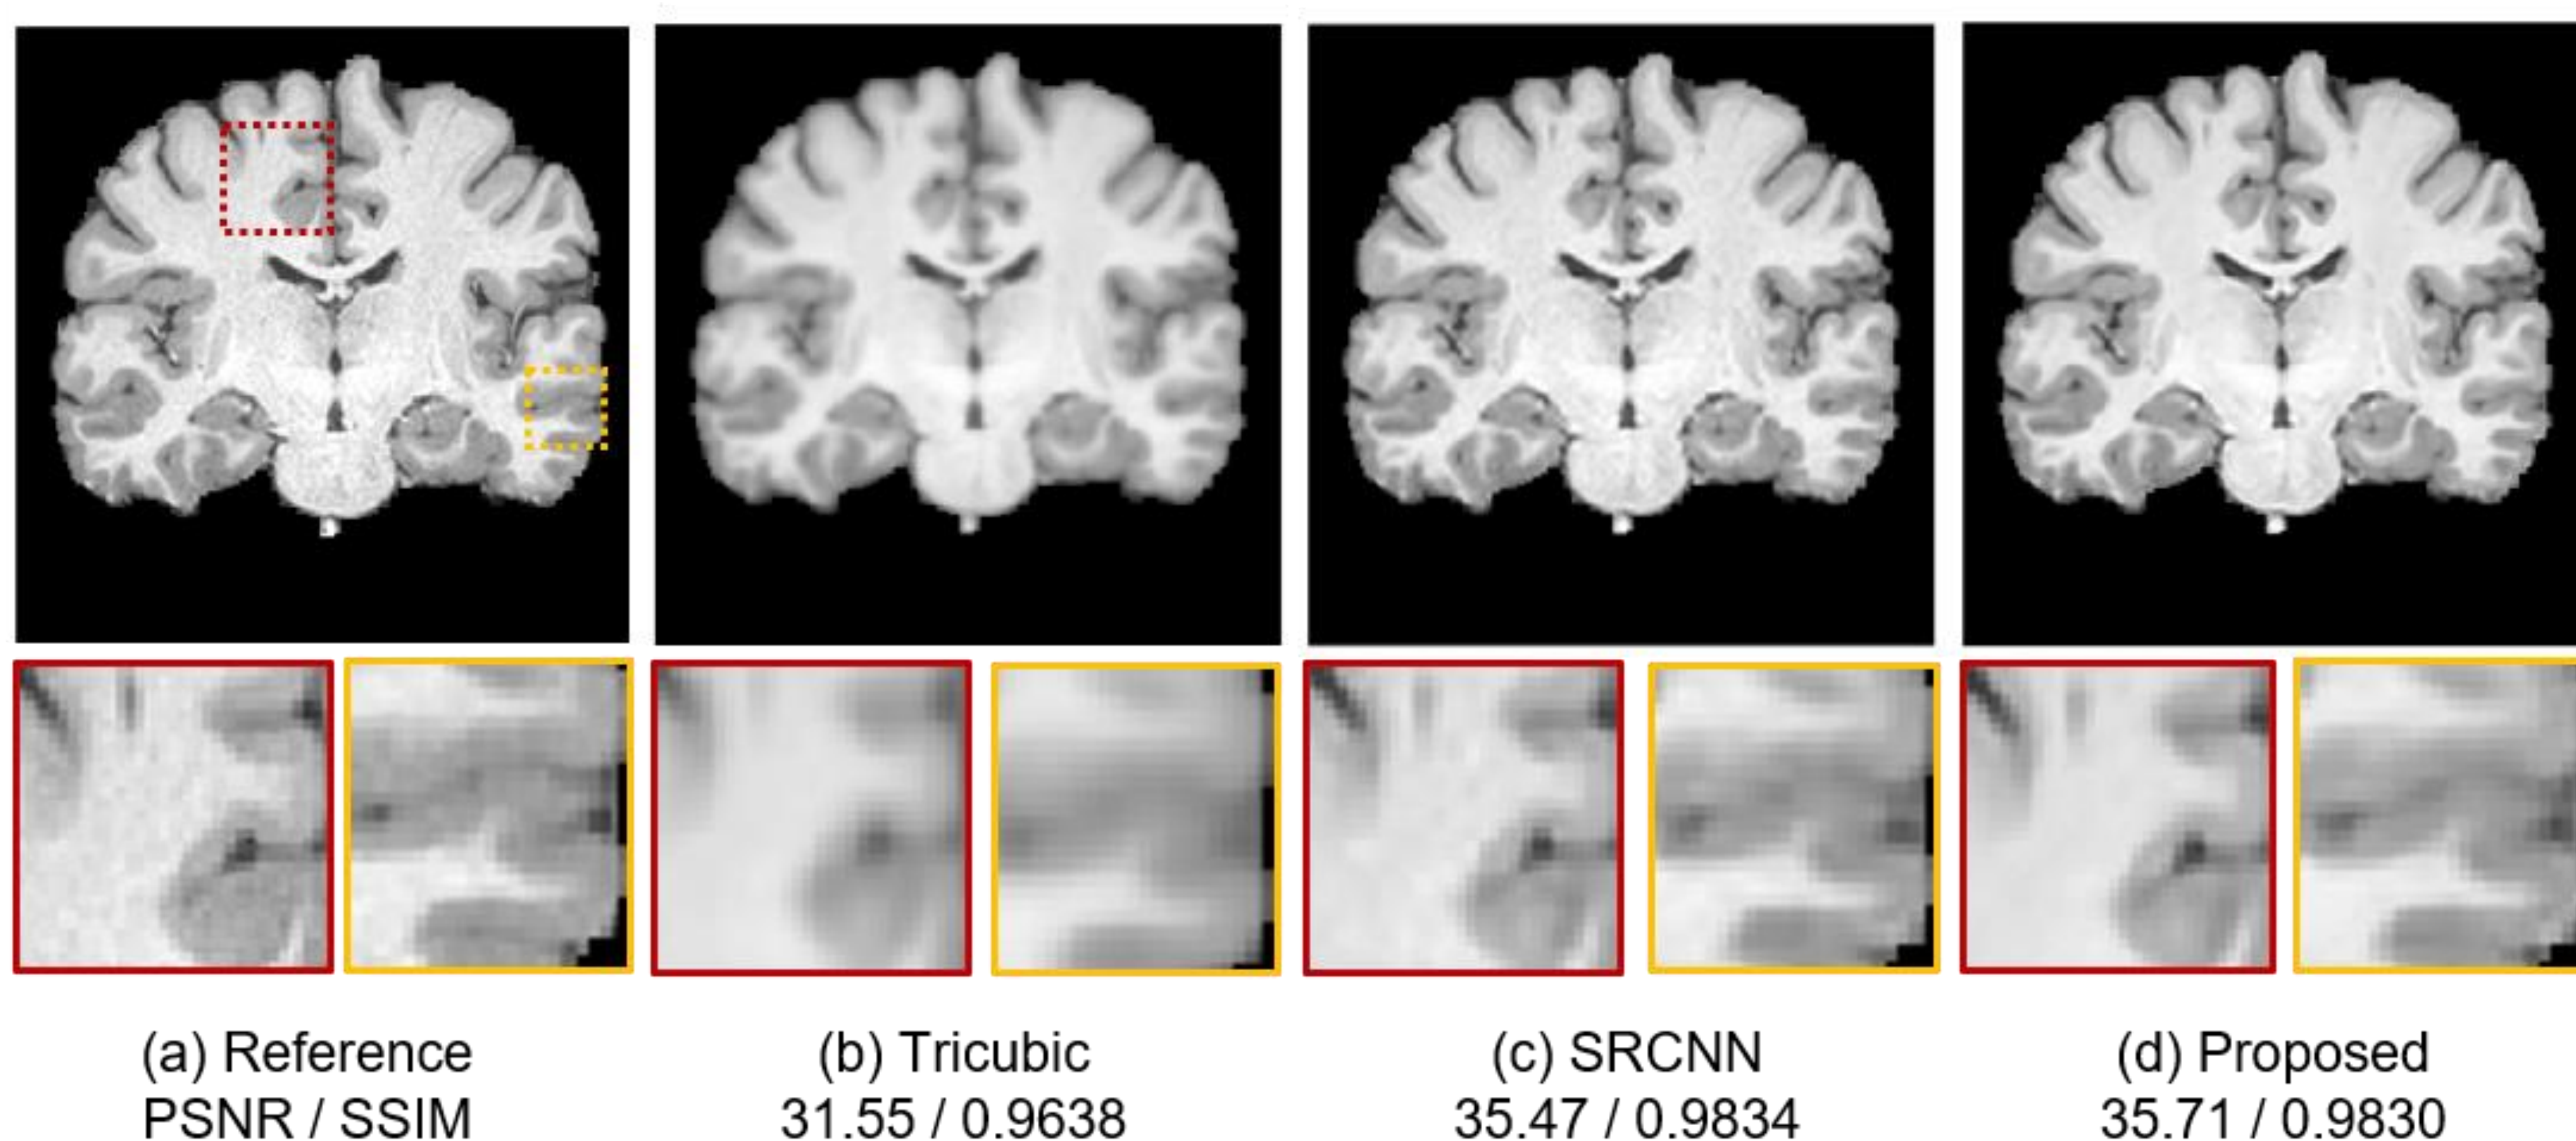 (a) Reference
PSNR / SSIM
(b) Tricubic
31.55 / 0.9638
(c) SRCNN
35.47 / 0.9834
(d) Proposed
35.71 / 0.9830